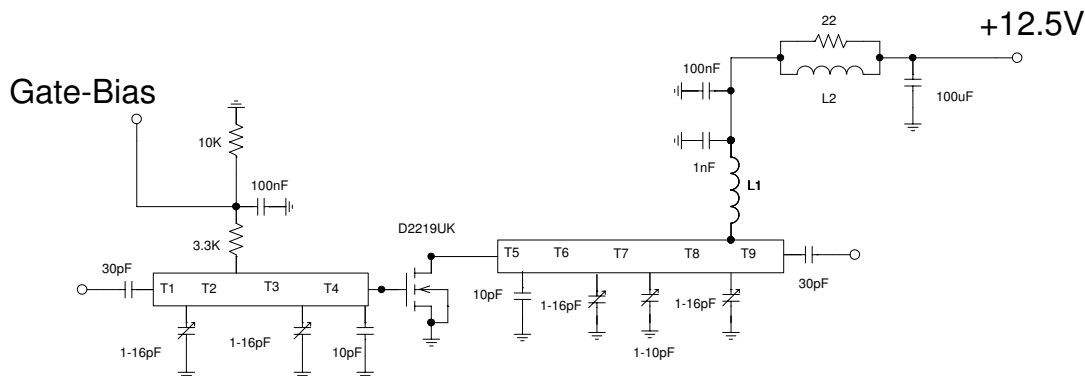 22
+12.5V
100nF
L2
100uF
Gate-Bias
10K
1nF
L1
100nF
3.3K
D2219UK
30pF
T1 T2 T3 T4
T5 T6 T7 T8 T9
10pF
1-16pF
1-16pF
30pF
1-16pF
1-16pF
10pF
1-10pF